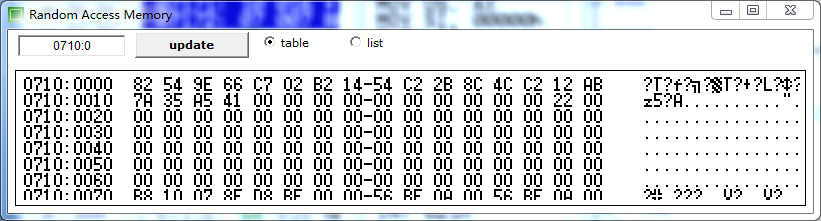 Random Access Memory
0710:0 update table list
0710:0000 82 54 9E 66 C7 02 B2 14-54 C2 2B 8C 4C C2 12 AB
0710:0010 7A 35 A5 41 00 00 00 00-00 00 00 00 00 00 22 00 z5?A..........".
0710:0020 00 00 00 00 00 00 00 00-00 00 00 00 00 00 00 00 ................
0710:0030 00 00 00 00 00 00 00 00-00 00 00 00 00 00 00 00 ................
0710:0040 00 00 00 00 00 00 00 00-00 00 00 00 00 00 00 00 ................
0710:0050 00 00 00 00 00 00 00 00-00 00 00 00 00 00 00 00 ................
0710:0060 00 00 00 00 00 00 00 00-00 00 00 00 00 00 00 00 ................
0710:0070 B8 10 07 8E D8 BE 00 00-56 BF 0A 00 56 BF 0A 00